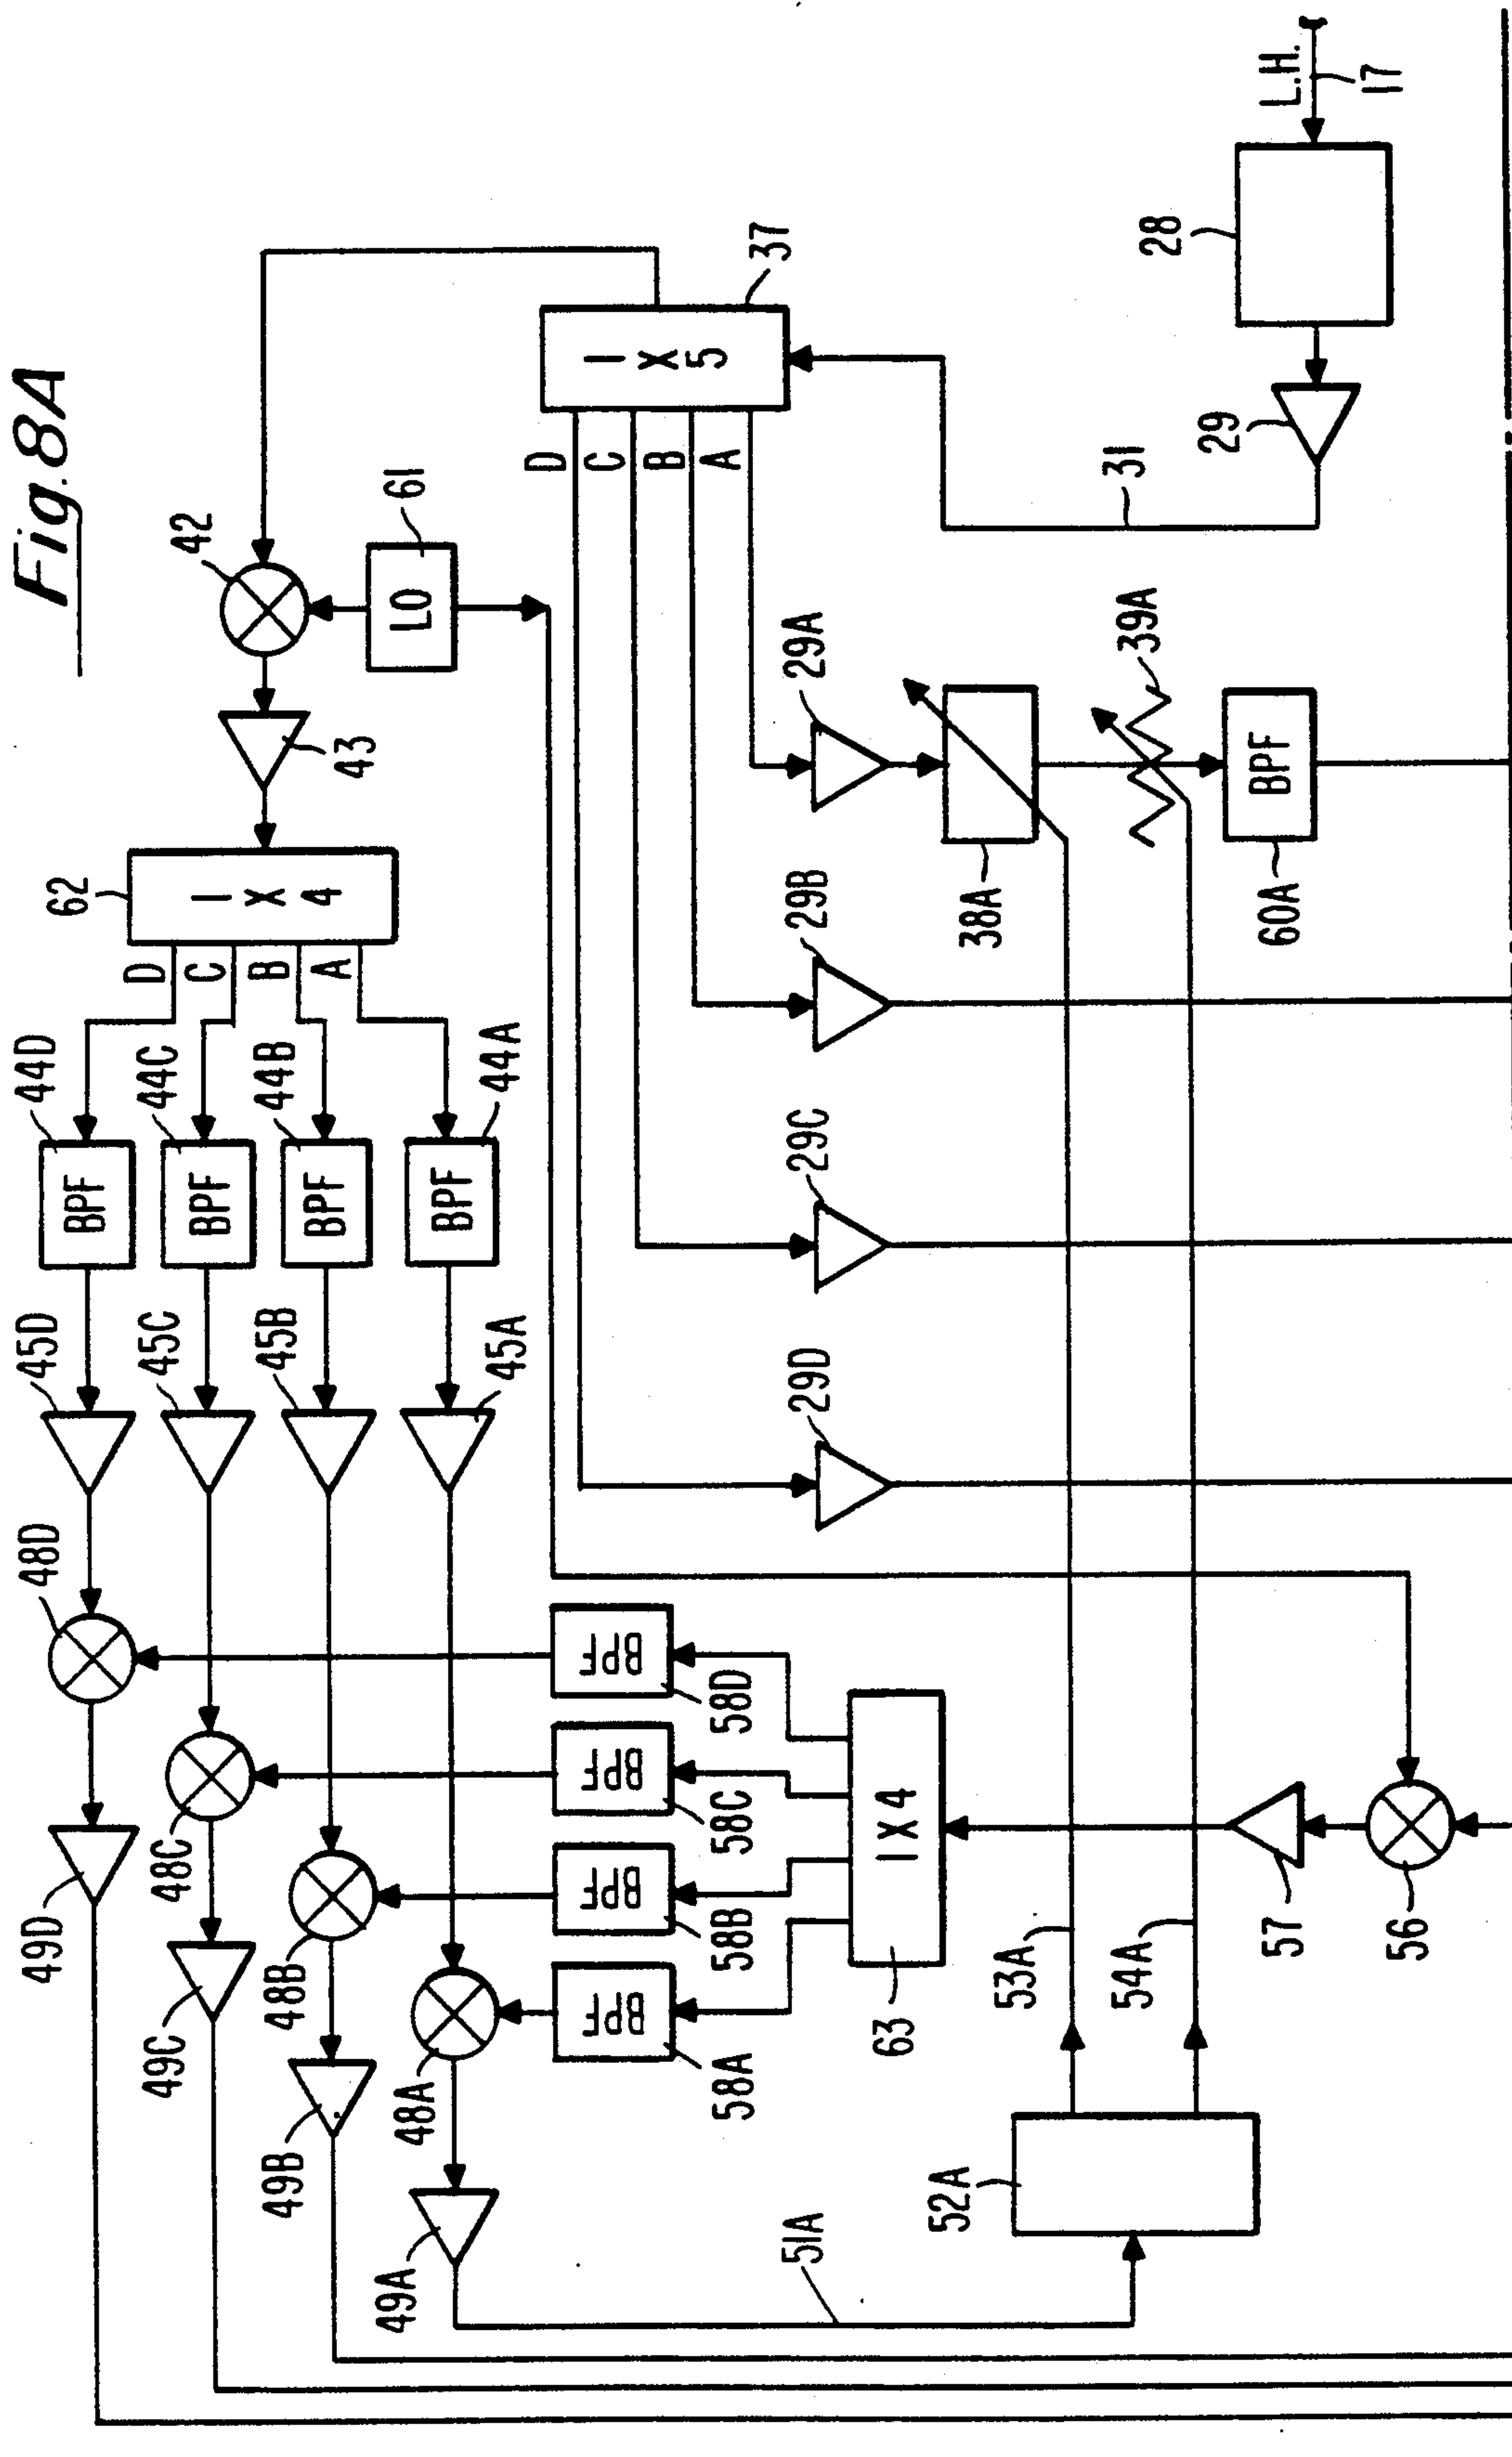 Fig. 8A
L.H.
17
28
29
31
37
1X5
D
C
B
A
42
LO
61
43
62
1X4
D
C
B
A
44D
44C
44B
44A
BPF
BPF
BPF
BPF
45D
45C
45B
45A
29A
29B
29C
29D
38A
39A
BPF
60A
48D
48C
48B
48A
49D
49C
49B
49A
BPF
BPF
BPF
BPF
58D
58C
58B
58A
1X4
63
53A
54A
57
56
52A
51A